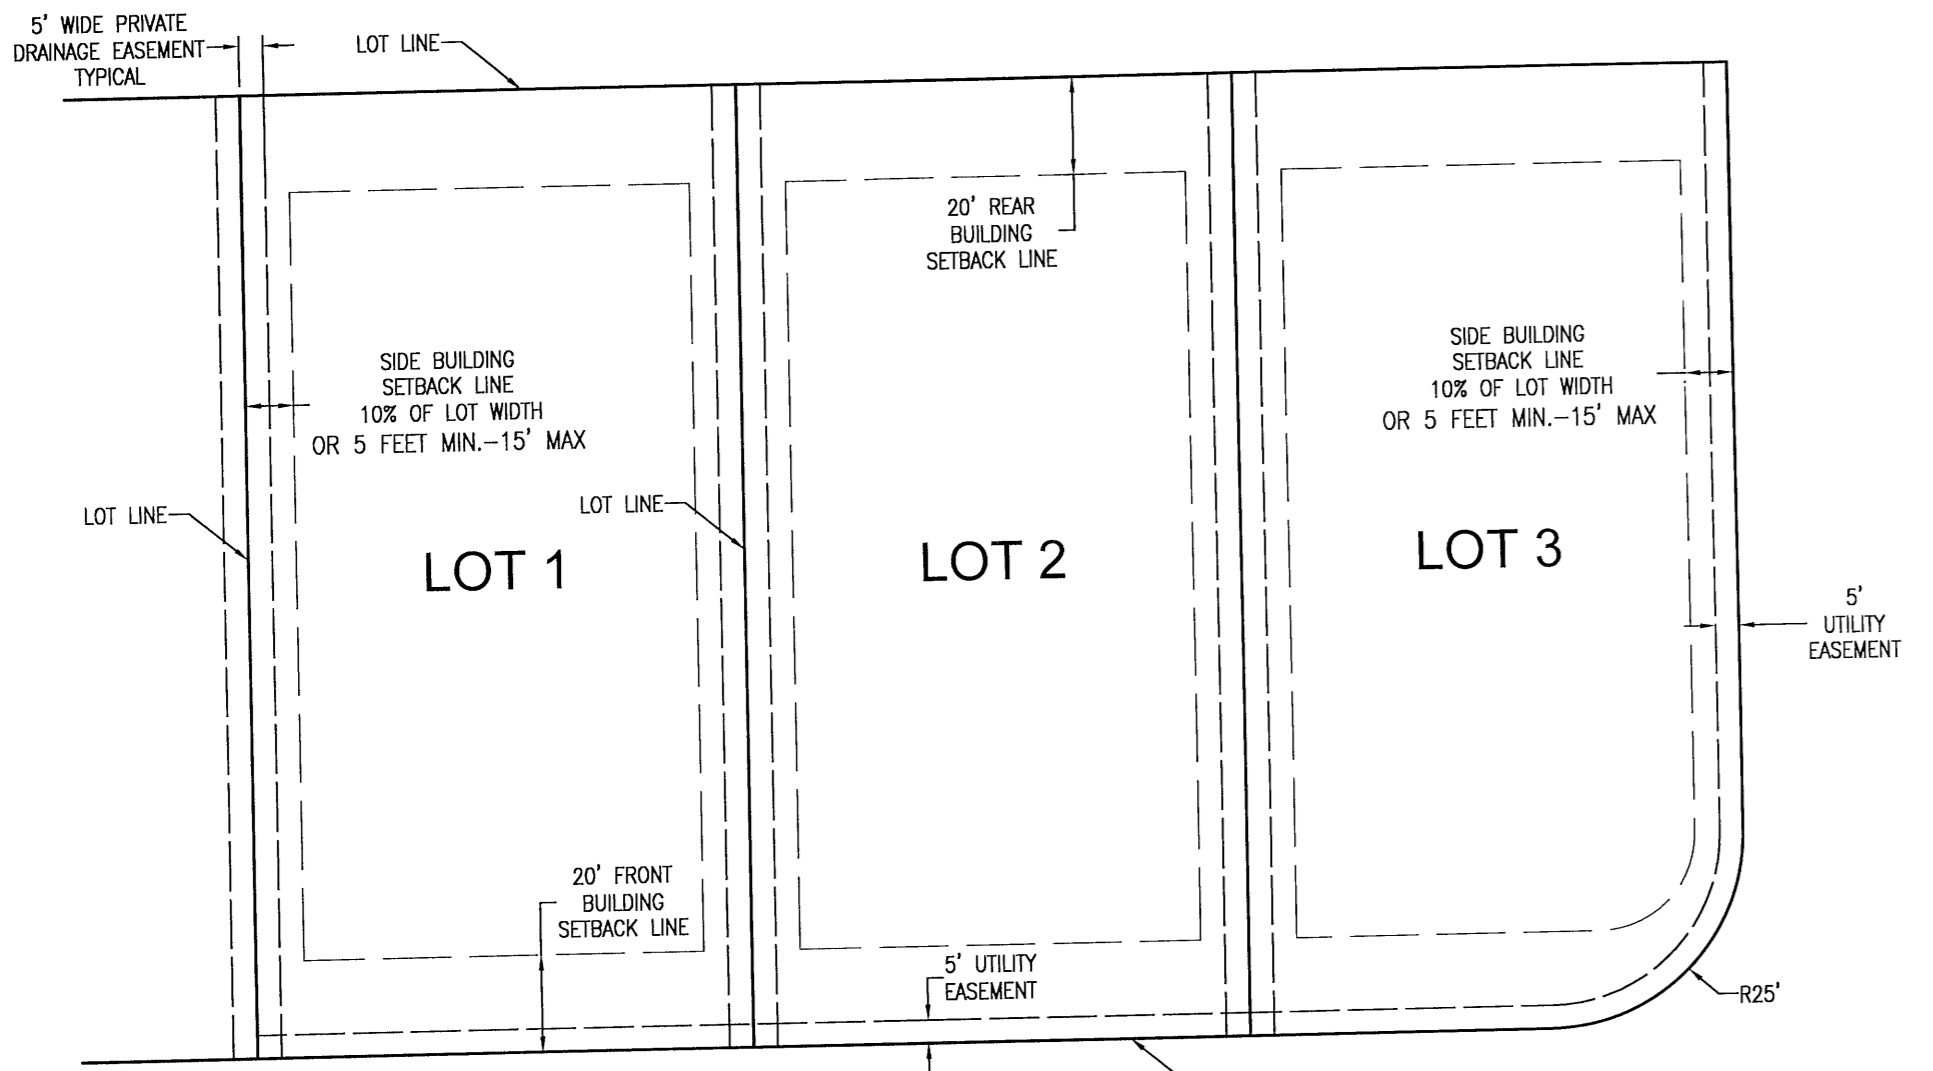 5' WIDE PRIVATE
DRAINAGE EASEMENT
TYPICAL
LOT LINE
20' REAR
BUILDING
SETBACK LINE
SIDE BUILDING
SETBACK LINE
10% OF LOT WIDTH
OR 5 FEET MIN.-15' MAX
SIDE BUILDING
SETBACK LINE
10% OF LOT WIDTH
OR 5 FEET MIN.-15' MAX
LOT LINE
LOT LINE
LOT 1
LOT 2
LOT 3
5'
UTILITY
EASEMENT
20' FRONT
BUILDING
SETBACK LINE
5' UTILITY
EASEMENT
R25'